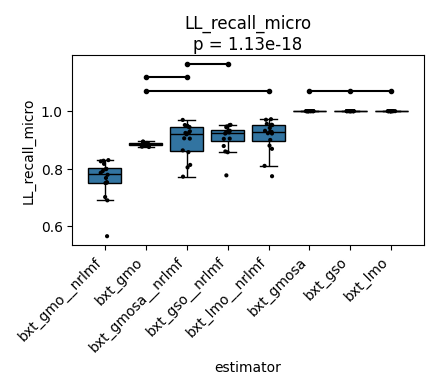 LL_recall_micro
p = 1.13e-18
LL_recall_micro
1.0
0.8
0.6
bxt_gmo__nrlmf
bxt_gmo
bxt_gmosa__nrlmf
bxt_gso__nrlmf
bxt_lmo__nrlmf
bxt_gmosa
bxt_gso
bxt_lmo
estimator